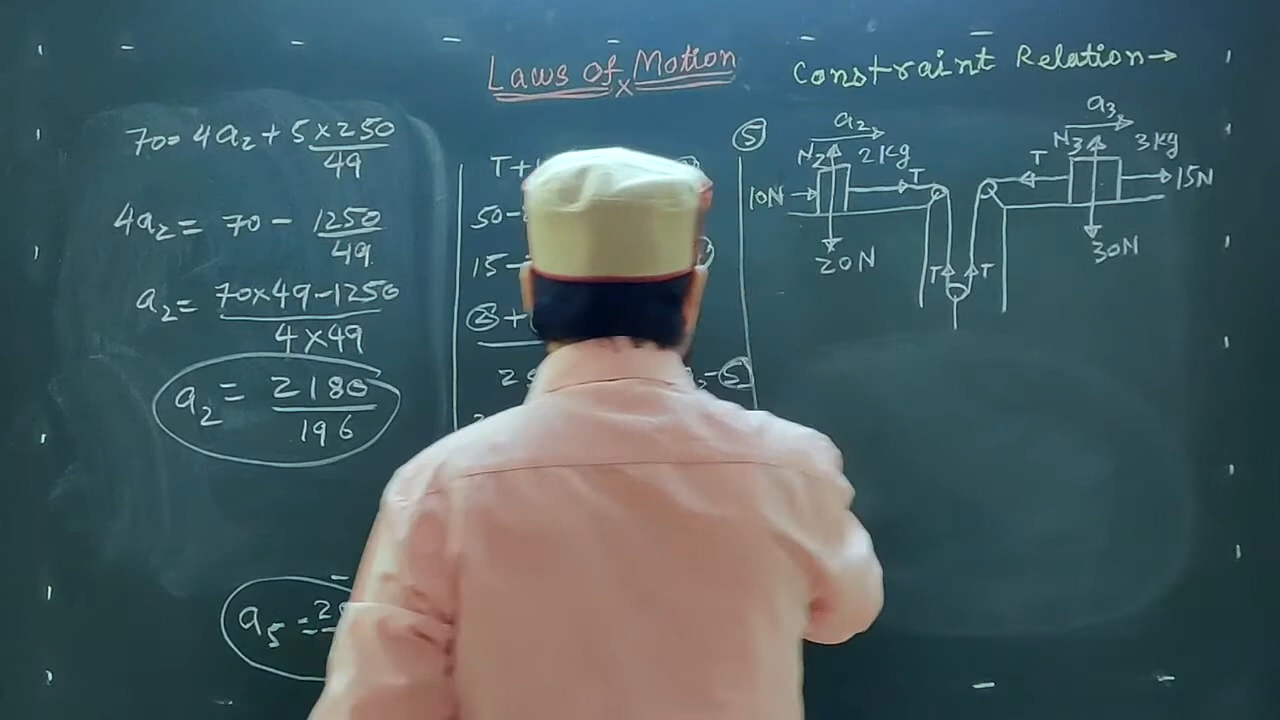 Laws of Motion
x
Constraint Relation→
70= 4a₂ + 5 × 250/49
4a₂ = 70 - 1250/49
a₂ = 70×49-1250/4×49
a₂ = 2180/196
a₅ =
T+
50-
15-
②+
⑤
⑤
a₂
N₂
2kg
T
10N
20N
T
T
a₃
N₃
3kg
T
15N
30N